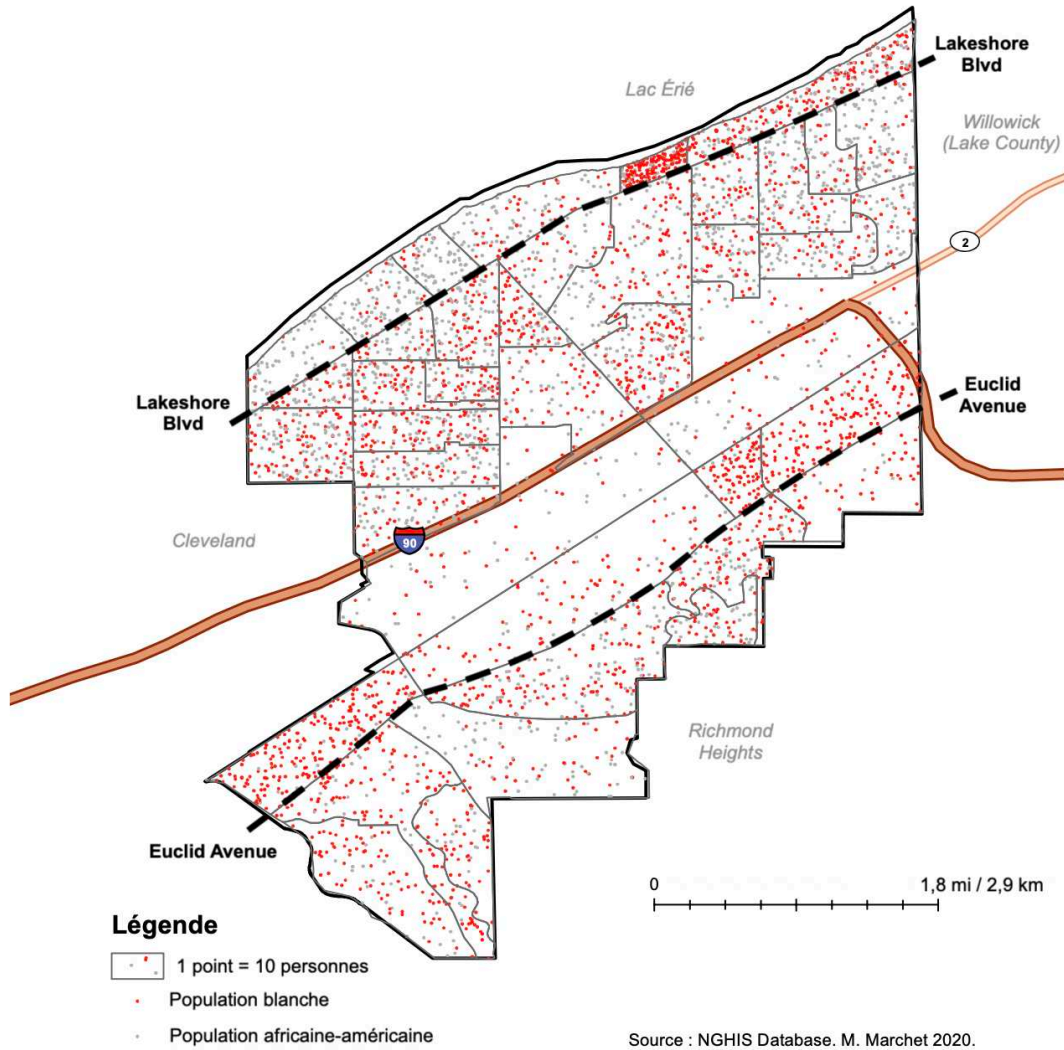 Lakeshore
Blvd
Lac Érié
Willowick
(Lake County)
2
Euclid
Avenue
Lakeshore
Blvd
Cleveland
90
Richmond
Heights
Euclid Avenue
0 1,8 mi / 2,9 km
Légende
1 point = 10 personnes
Population blanche
Population africaine-américaine
Source : NGHIS Database. M. Marchet 2020.